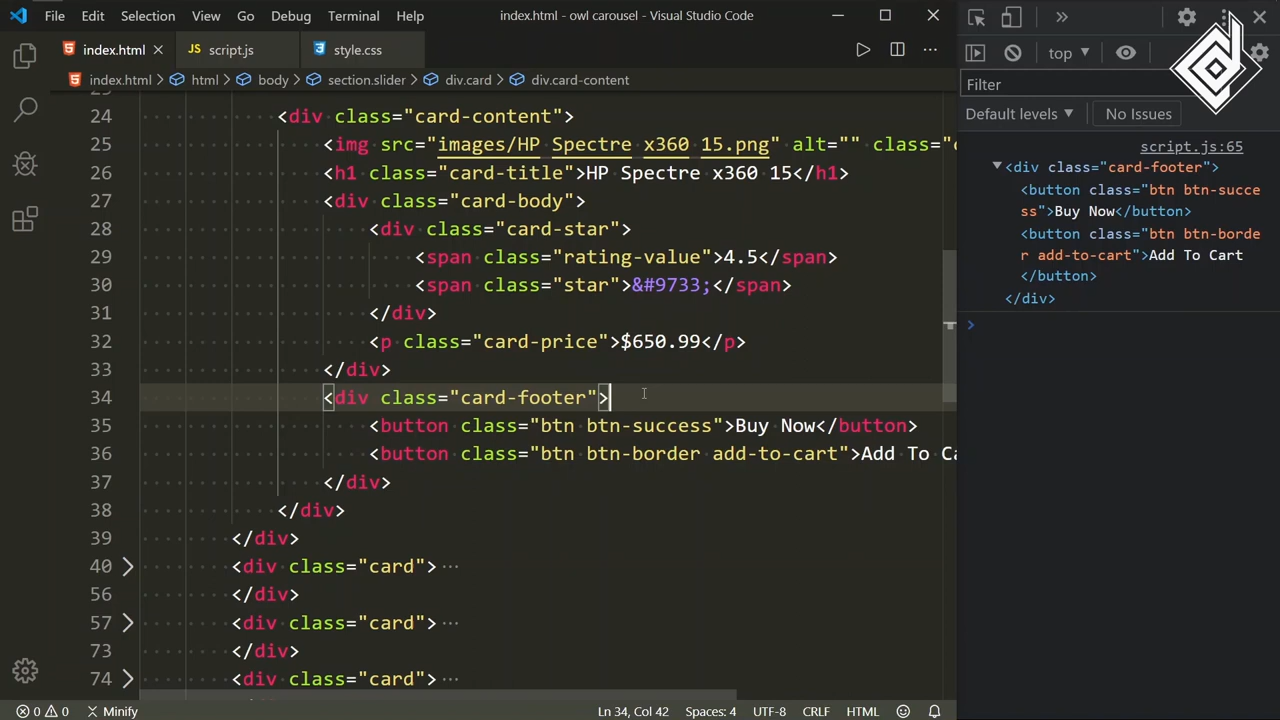 File Edit Selection View Go Debug Terminal Help index.html - owl carousel - Visual Studio Code
index.html script.js style.css
index.html html body section.slider div.card div.card-content
24 <div class="card-content">
25 <img src="images/HP Spectre x360 15.png" alt="" class="
26 <h1 class="card-title">HP Spectre x360 15</h1>
27 <div class="card-body">
28 <div class="card-star">
29 <span class="rating-value">4.5</span>
30 <span class="star">&#9733;</span>
31 </div>
32 <p class="card-price">$650.99</p>
33 </div>
34 <div class="card-footer">
35 <button class="btn btn-success">Buy Now</button>
36 <button class="btn btn-border add-to-cart">Add To Ca
37 </div>
38 </div>
39 </div>
40 <div class="card">
56 </div>
57 <div class="card">
73 </div>
74 <div class="card">
0 0 Minify Ln 34, Col 42 Spaces: 4 UTF-8 CRLF HTML
top
Filter
Default levels No Issues
script.js:65
<div class="card-footer">
<button class="btn btn-succe
ss">Buy Now</button>
<button class="btn btn-borde
r add-to-cart">Add To Cart
</button>
</div>